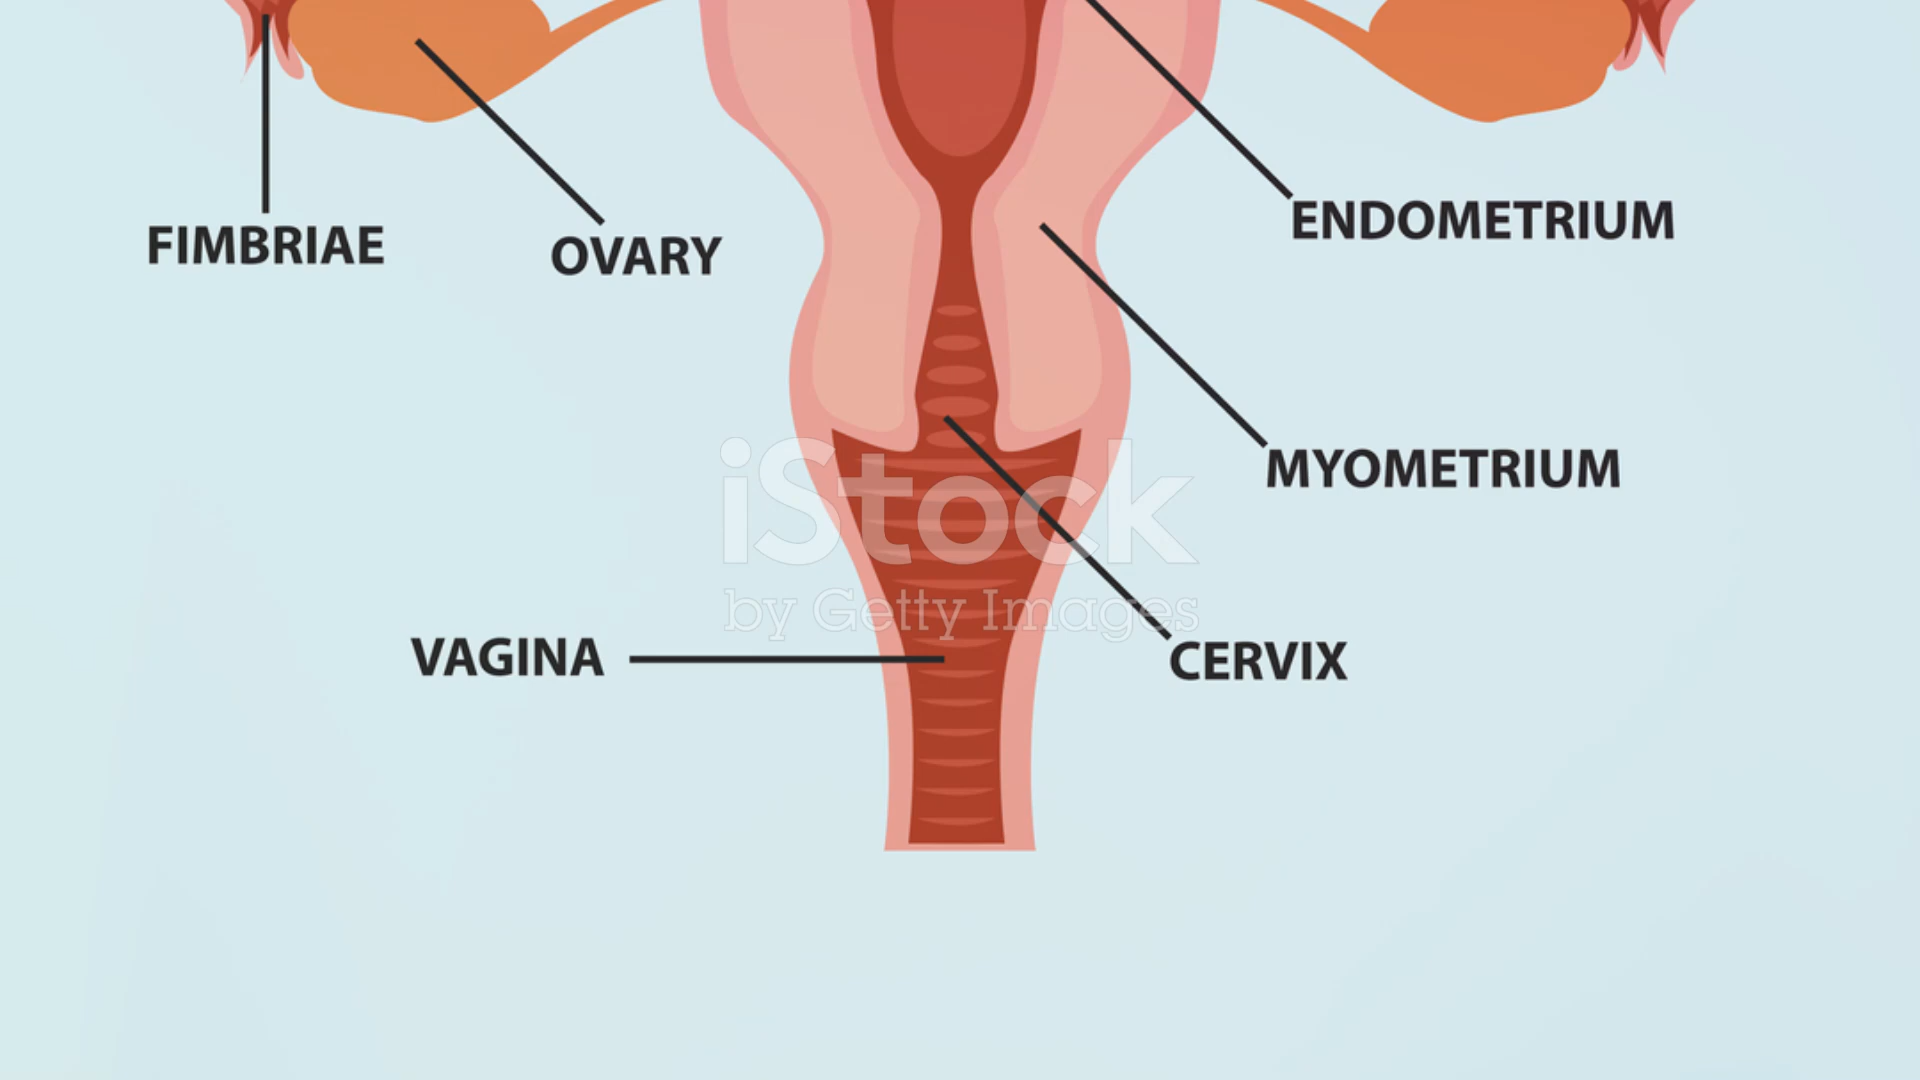 ENDOMETRIUM
FIMBRIAE
OVARY
MYOMETRIUM
iStock
by Getty Images
VAGINA
CERVIX